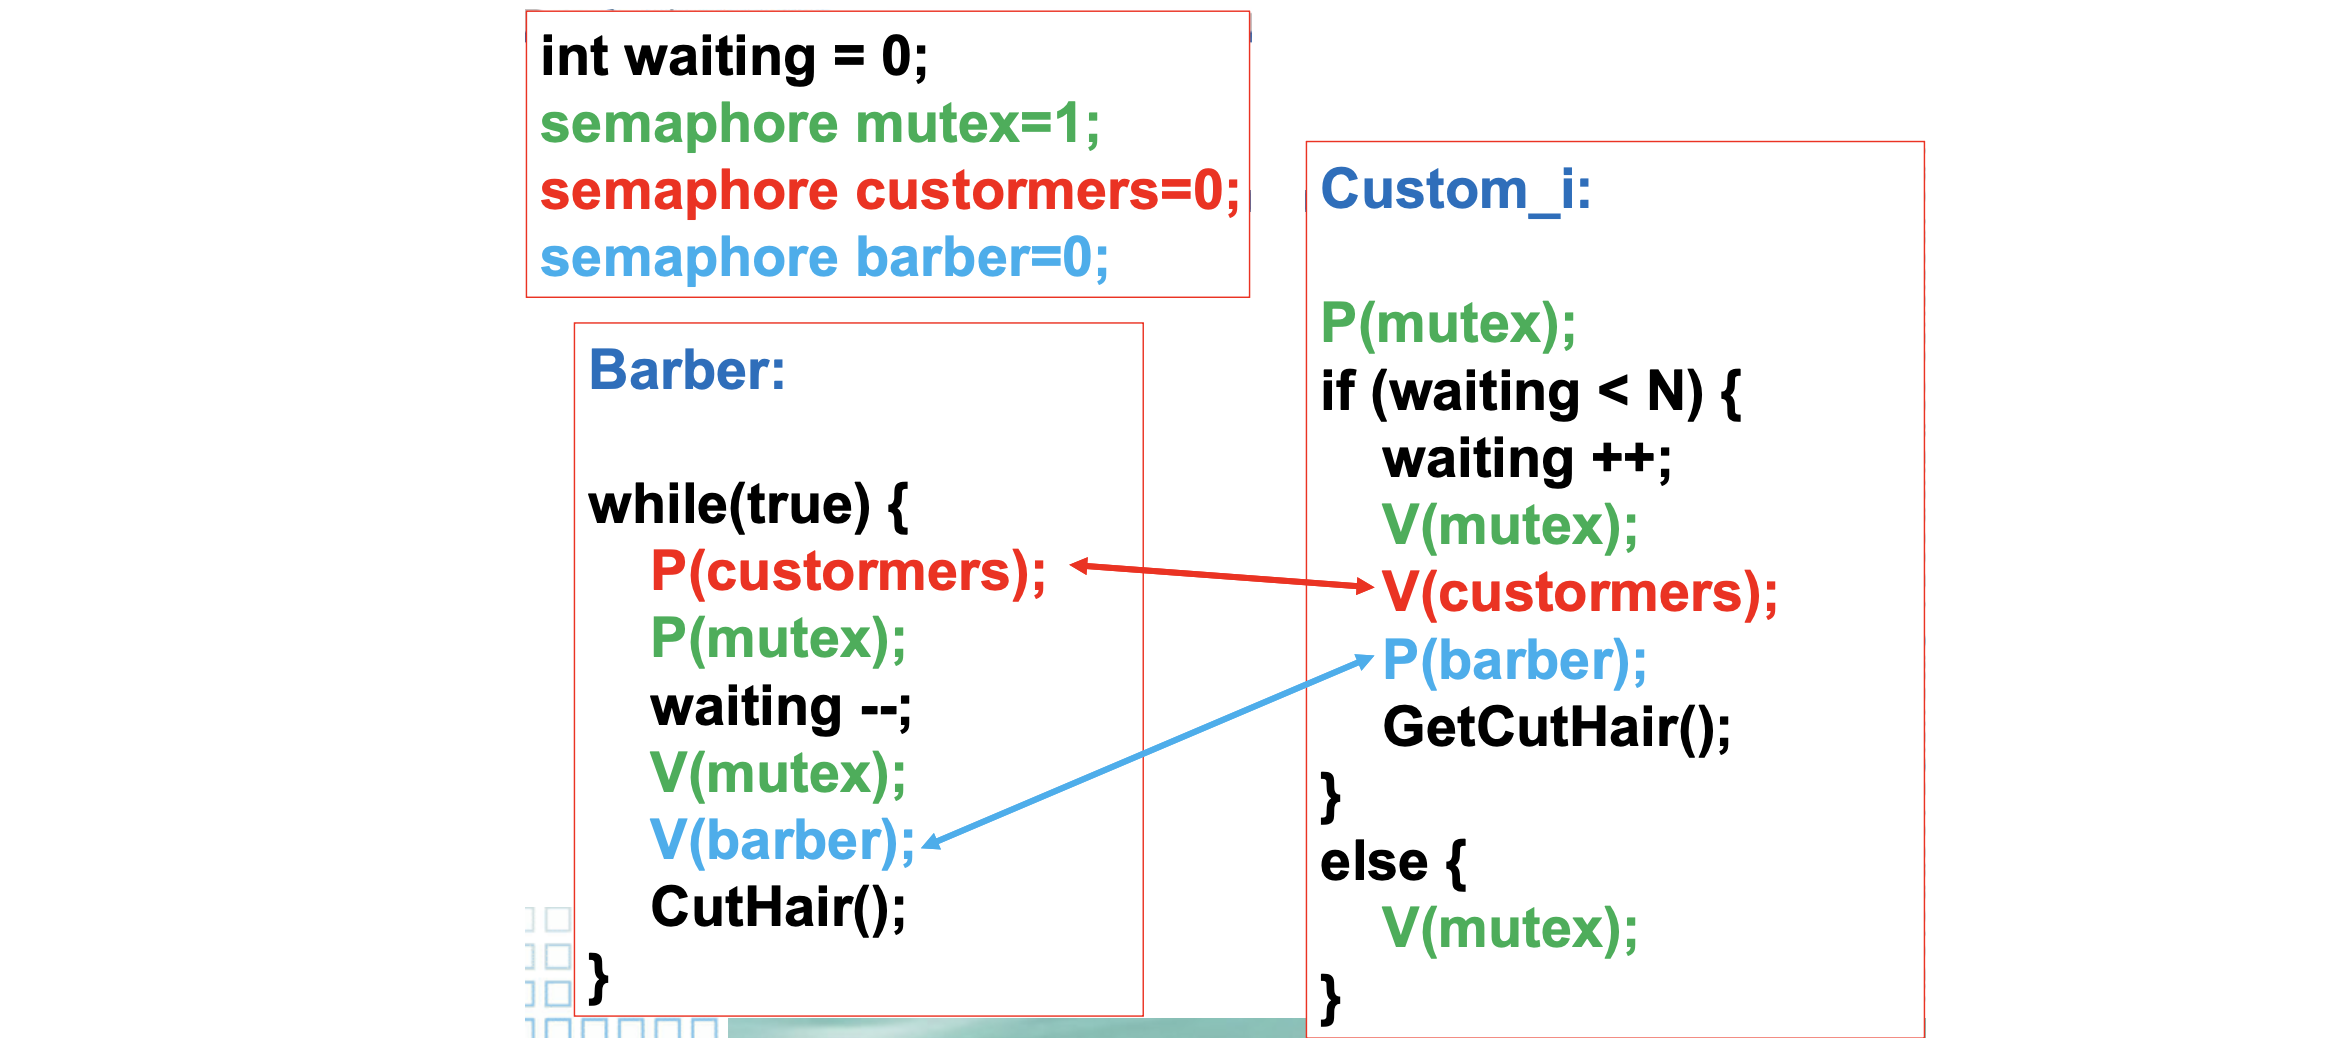 int waiting = 0;
semaphore mutex=1;
semaphore custormers=0;
semaphore barber=0;
Barber:
while(true) {
P(custormers);
P(mutex);
waiting --;
V(mutex);
V(barber);
CutHair();
}
Custom_i:
P(mutex);
if (waiting < N) {
waiting ++;
V(mutex);
V(custormers);
P(barber);
GetCutHair();
}
else {
V(mutex);
}